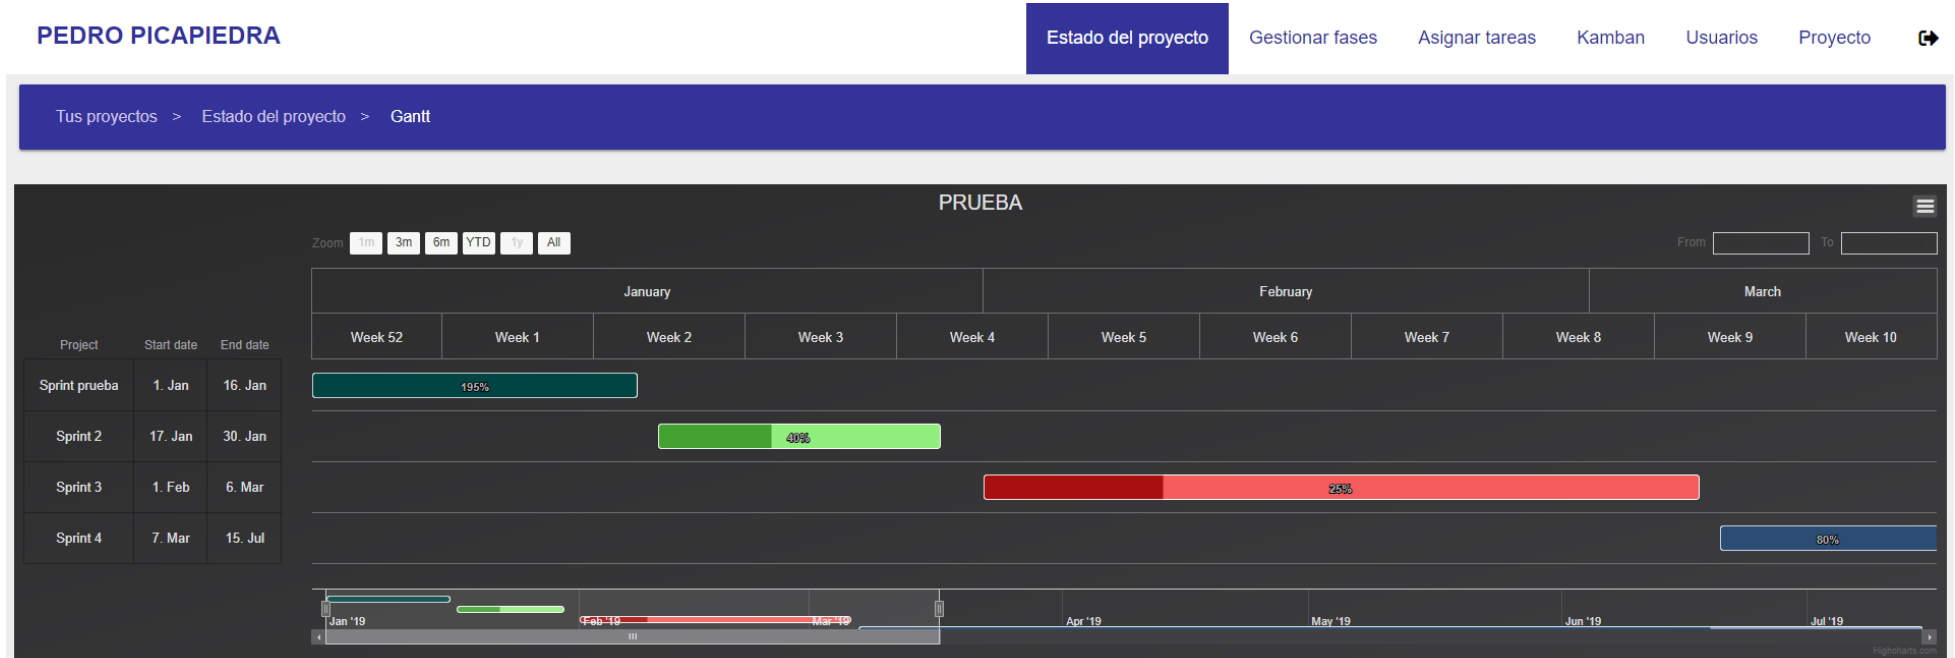 PEDRO PICAPIEDRA
Estado del proyecto Gestionar fases Asignar tareas Kamban Usuarios Proyecto
Tus proyectos > Estado del proyecto > Gantt
PRUEBA
Zoom 1m 3m 6m YTD 1y All From To
January February March
Week 52 Week 1 Week 2 Week 3 Week 4 Week 5 Week 6 Week 7 Week 8 Week 9 Week 10
Project Start date End date
Sprint prueba 1. Jan 16. Jan 195%
Sprint 2 17. Jan 30. Jan 40%
Sprint 3 1. Feb 6. Mar 25%
Sprint 4 7. Mar 15. Jul 80%
Jan '19 Feb '19 Mar '19 Apr '19 May '19 Jun '19 Jul '19
Highcharts.com